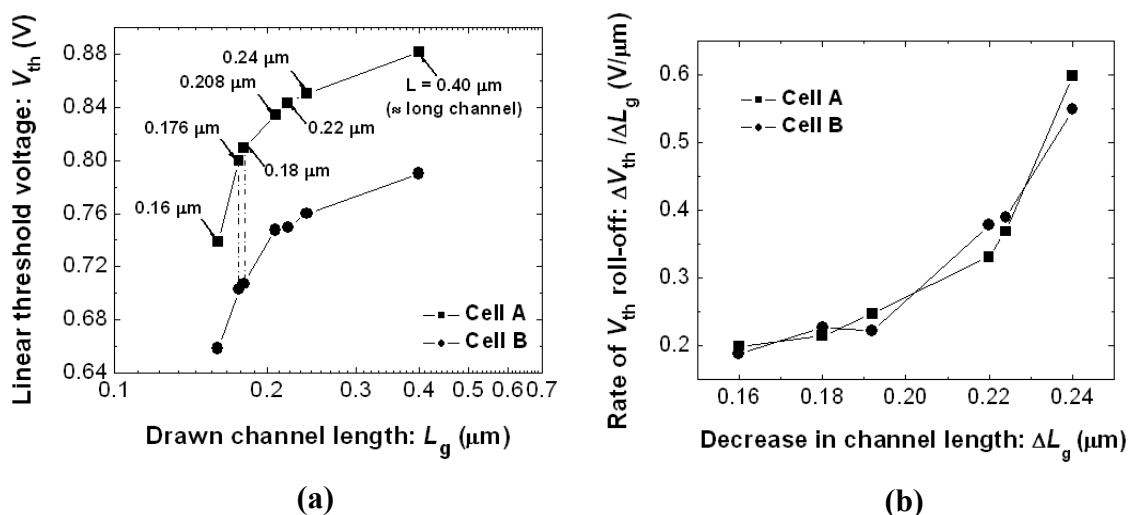 Linear threshold voltage: Vth (V)
0.88
0.84
0.80
0.76
0.72
0.68
0.64
0.24 μm
0.208 μm
L = 0.40 μm
(≈ long channel)
0.22 μm
0.176 μm
0.18 μm
0.16 μm
Cell A
Cell B
0.1 0.2 0.3 0.4 0.5 0.6 0.7
Drawn channel length: Lg (μm)
(a)
Rate of Vth roll-off: ΔVth /ΔLg (V/μm)
0.6
0.5
0.4
0.3
0.2
Cell A
Cell B
0.16 0.18 0.20 0.22 0.24
Decrease in channel length: ΔLg (μm)
(b)